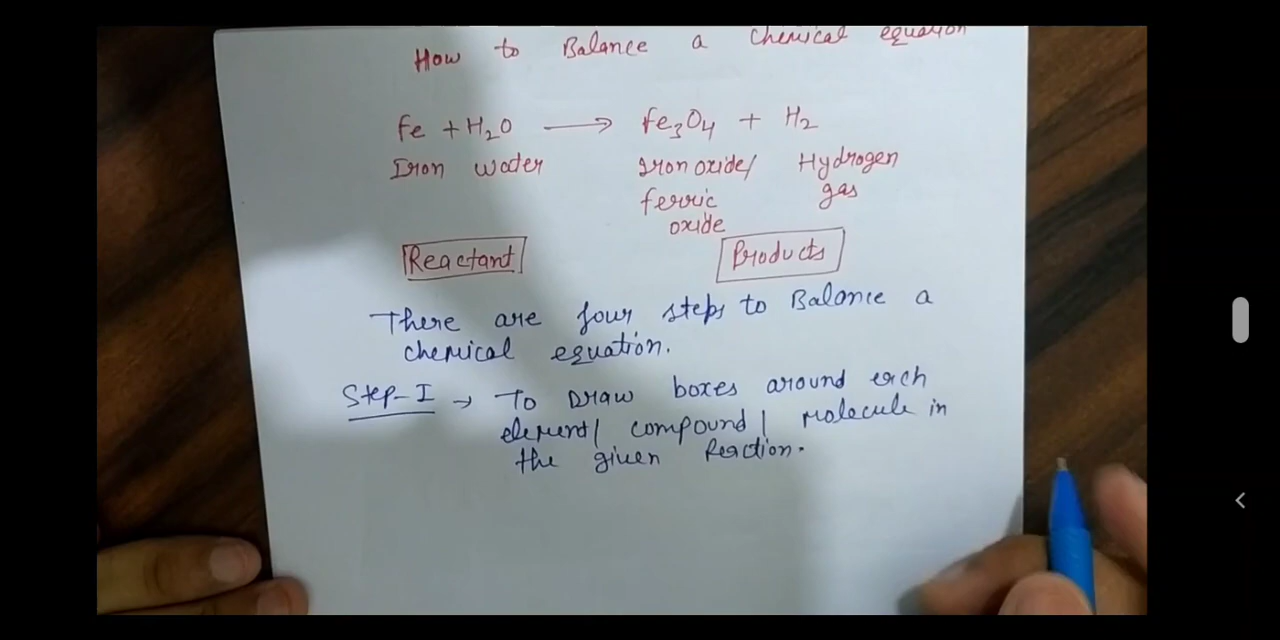 How to Balance a Chemical equation
Fe + H₂O ⟶ Fe₃O₄ + H₂
Iron water Iron oxide/ Hydrogen
ferric gas
oxide
Reactant Products
There are four steps to Balance a
chemical equation.
Step-I → To Draw boxes around each
element/ compound/ molecule in
the given Reaction.